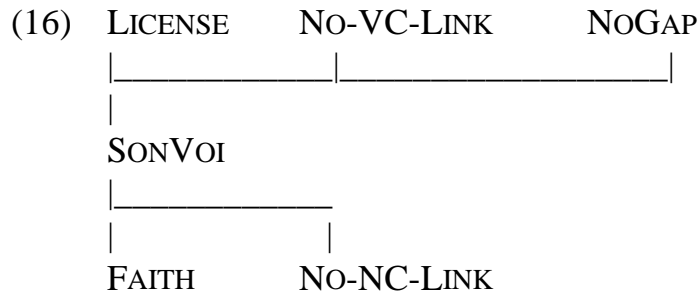 (16) LICENSE NO-VC-LINK NOGAP
SONVOI
FAITH NO-NC-LINK